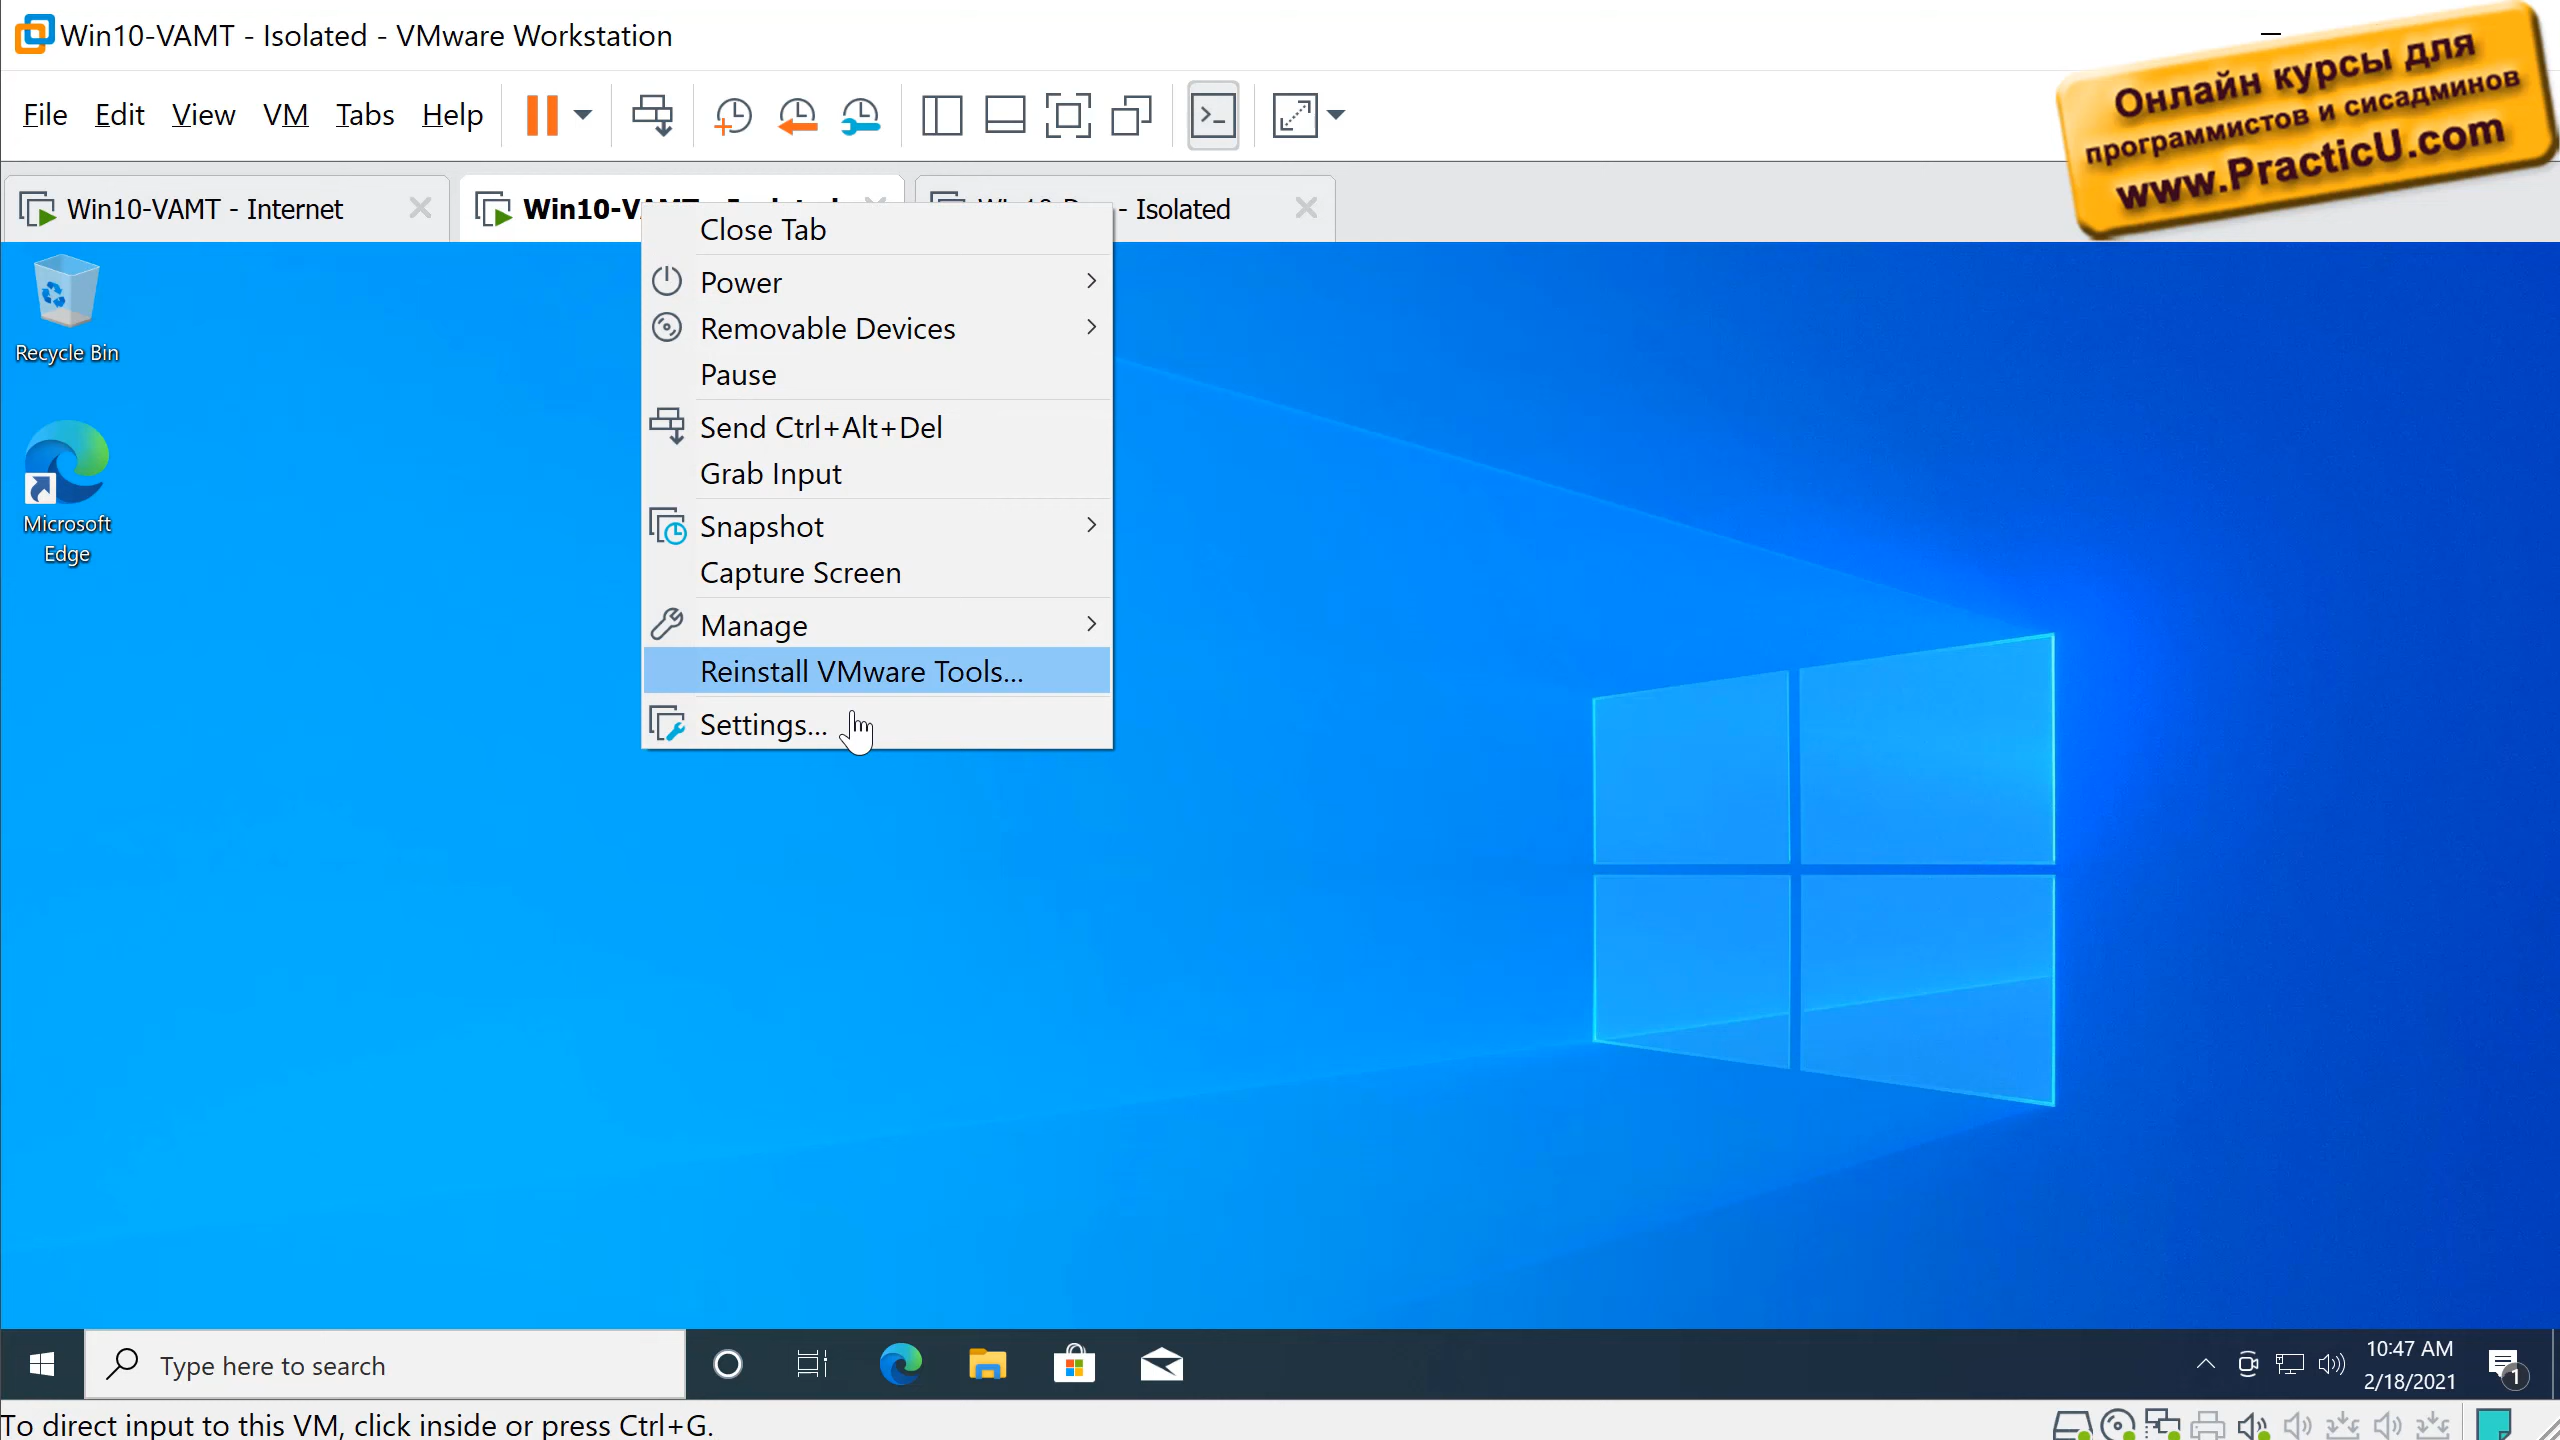 Win10-VAMT - Isolated - VMware Workstation
Онлайн курсы для
программистов и сисадминов
www.PracticU.com
File Edit View VM Tabs Help
Win10-VAMT - Internet
- Isolated
Close Tab
Power
Removable Devices
Pause
Send Ctrl+Alt+Del
Grab Input
Snapshot
Capture Screen
Manage
Reinstall VMware Tools...
Settings...
Recycle Bin
Microsoft
Edge
Type here to search
10:47 AM
2/18/2021
1
To direct input to this VM, click inside or press Ctrl+G.